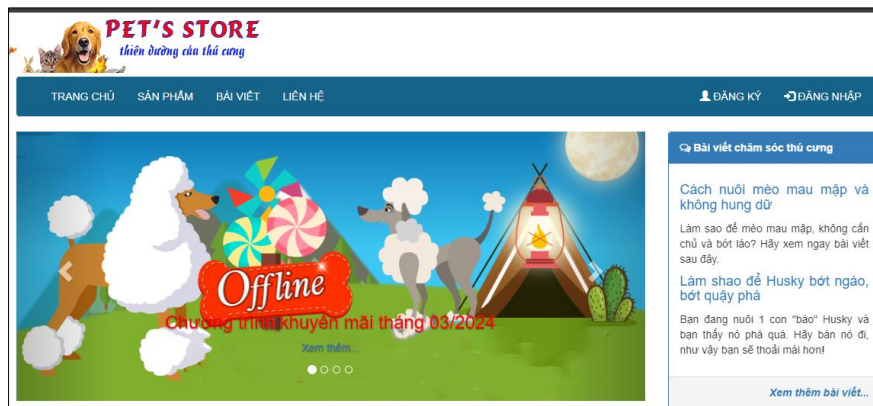 PET'S STORE
thiên đường của thú cưng
TRANG CHỦ SẢN PHẨM BÀI VIẾT LIÊN HỆ ĐĂNG KÝ ĐĂNG NHẬP
Offline
Chương trình khuyến mãi tháng 03/2024
Xem thêm...
Bài viết chăm sóc thú cưng
Cách nuôi mèo mau mập và
không hung dữ
Làm sao để mèo mau mập, không cắn
chủ và bớt láo? Hãy xem ngay bài viết
sau đây.
Làm shao để Husky bớt ngáo,
bớt quậy phá
Bạn đang nuôi 1 con "báo" Husky và
bạn thấy nó phá quá. Hãy bán nó đi,
như vậy bạn sẽ thoải mái hơn!
Xem thêm bài viết...